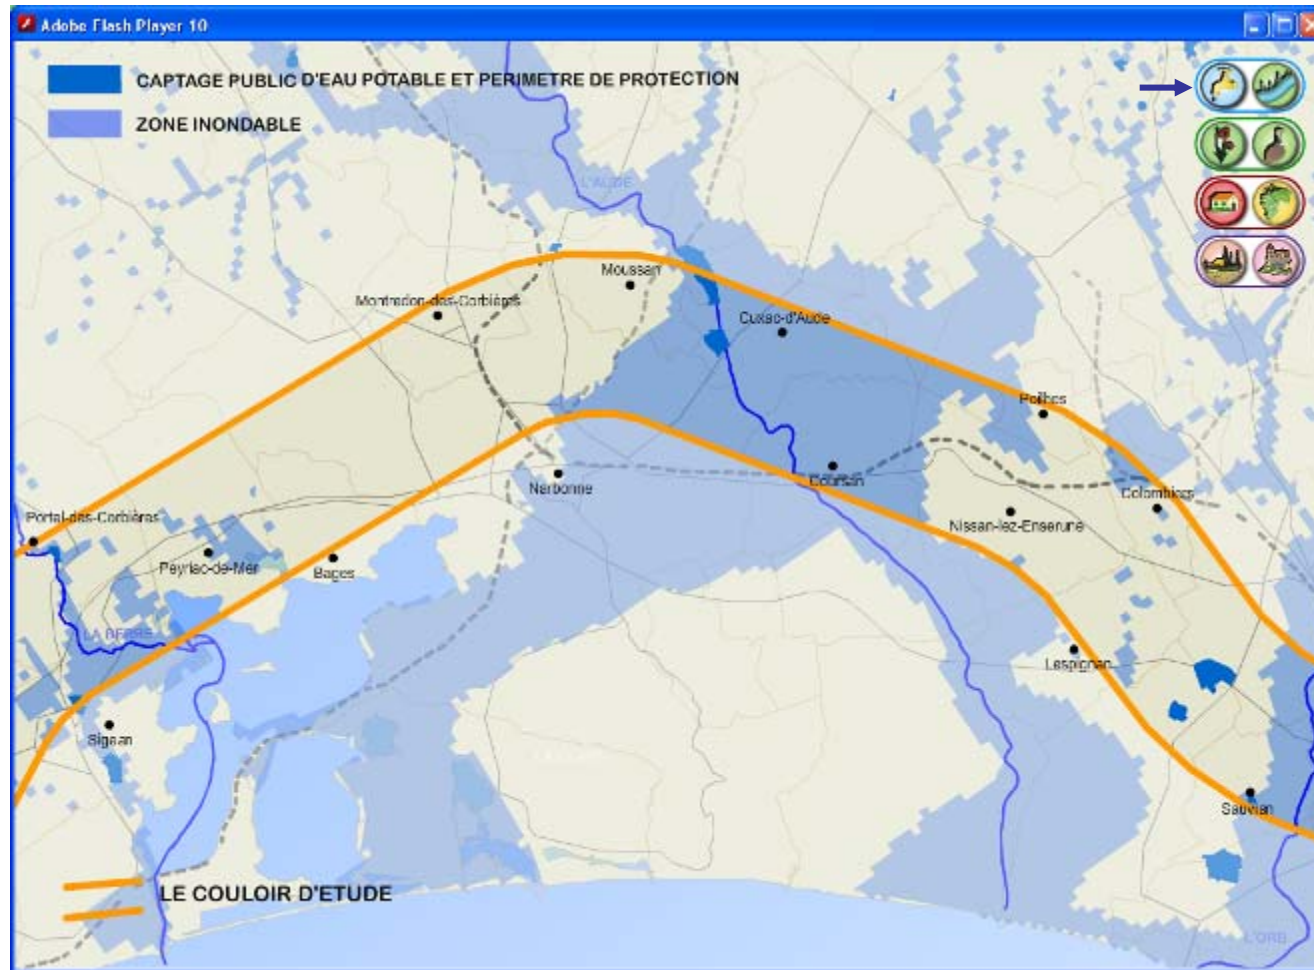 Adobe Flash Player 10
CAPTAGE PUBLIC D'EAU POTABLE ET PERIMETRE DE PROTECTION
ZONE INONDABLE
L'AUDE
Moussan
Montredon-des-Corbières
Cuxac-d'Aude
Poilhes
Narbonne
Coursan
Colombiers
Portel-des-Corbières
Nissan-lez-Enserune
Peyriac-de-Mer
Bages
LA BERRE
Lespignan
Sigean
Sauvian
LE COULOIR D'ETUDE
L'ORB